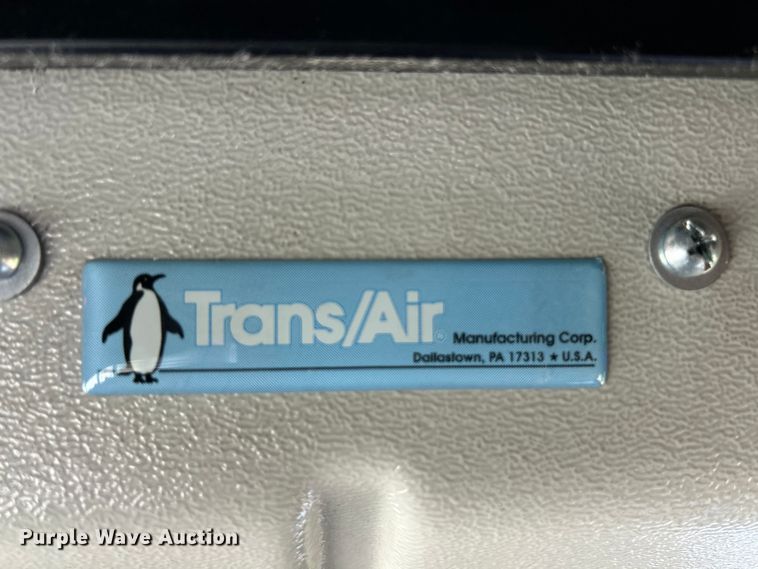 Trans/Air®
Manufacturing Corp.
Dallastown, PA 17313 ★ U.S.A.
Purple Wave Auction